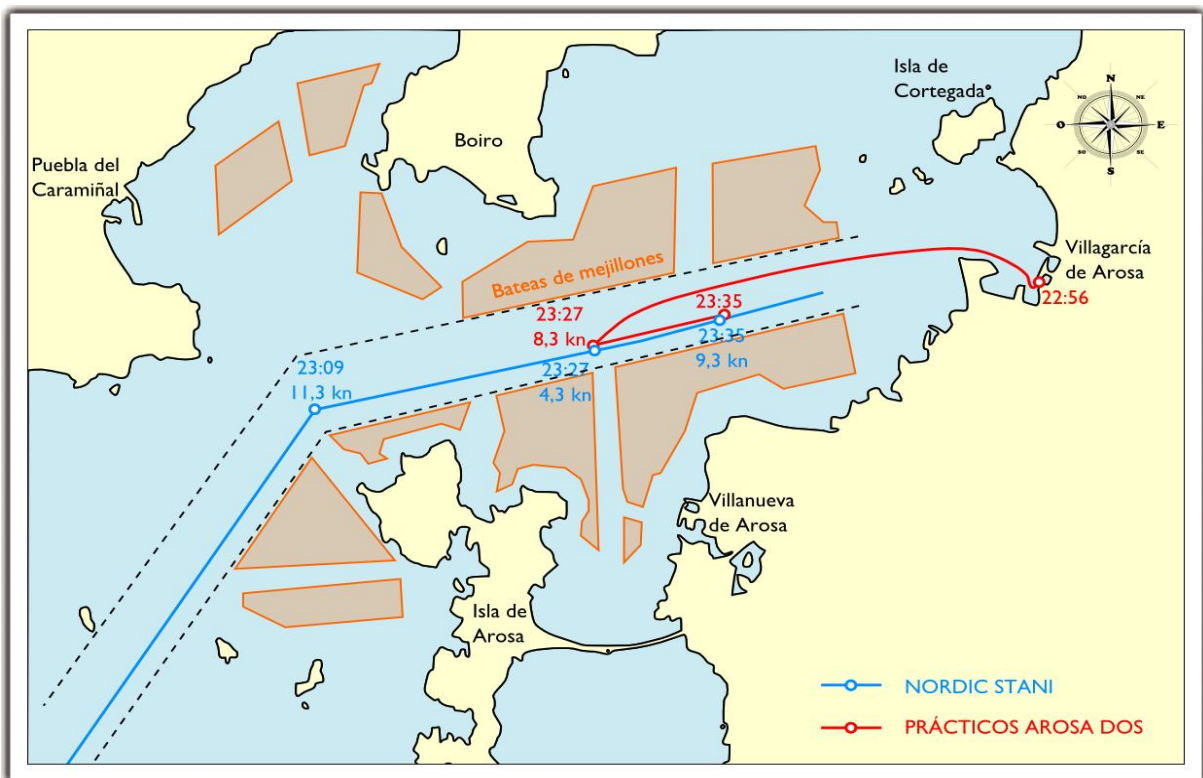 Isla de
Cortegada
N
NO
NE
O
E
SO
SE
S
Boiro
Puebla del
Caramiñal
Villagarcía
de Arosa
22:56
Bateas de mejillones
23:27
8,3 kn
23:35
23:35
9,3 kn
23:09
11,3 kn
23:27
4,3 kn
Villanueva
de Arosa
Isla de
Arosa
NORDIC STANI
PRÁCTICOS AROSA DOS